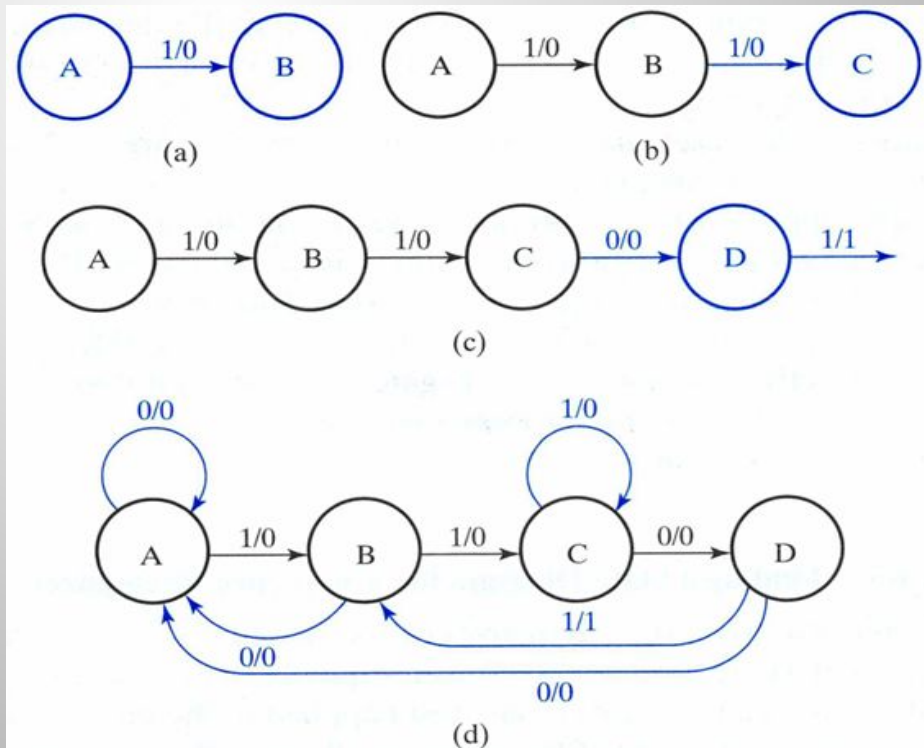 1/0 1/0 1/0
A B A B C
(a) (b)
1/0 1/0 0/0 1/1
A B C D
(c)
0/0 1/0
1/0 1/0 0/0
A B C D
1/1
0/0
0/0
(d)